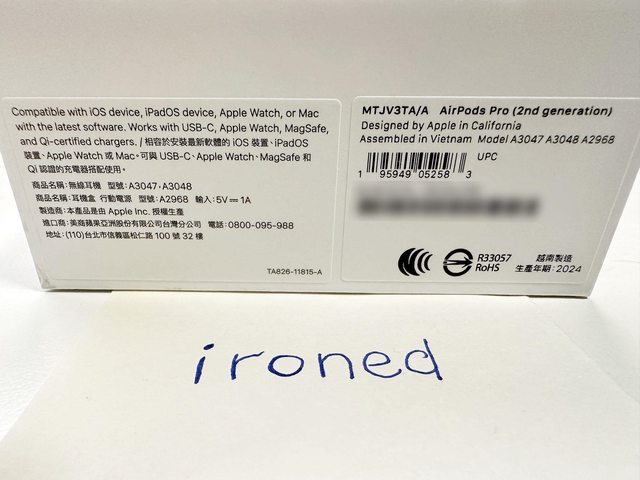 Compatible with iOS device, iPadOS device, Apple Watch, or Mac
with the latest software. Works with USB-C, Apple Watch, MagSafe,
and Qi-certified chargers. / 相容於安裝最新軟體的 iOS 裝置、iPadOS
裝置、Apple Watch 或 Mac。可與 USB-C、Apple Watch、MagSafe 和
Qi 認證的充電器搭配使用。
商品名稱：無線耳機 型號：A3047、A3048
商品名稱：耳機盒 行動電源 型號：A2968 輸入：5V⎓1A
製造商：本產品是由 Apple Inc. 授權生產
進口商：美商蘋果亞洲股份有限公司台灣分公司 電話：0800-095-988
地址：(110)台北市信義區松仁路 100 號 32 樓
TA826-11815-A
MTJV3TA/A AirPods Pro (2nd generation)
Designed by Apple in California
Assembled in Vietnam Model A3047 A3048 A2968
UPC
1 95949 05258 3
R33057
RoHS
越南製造
生產年期：2024
ironed